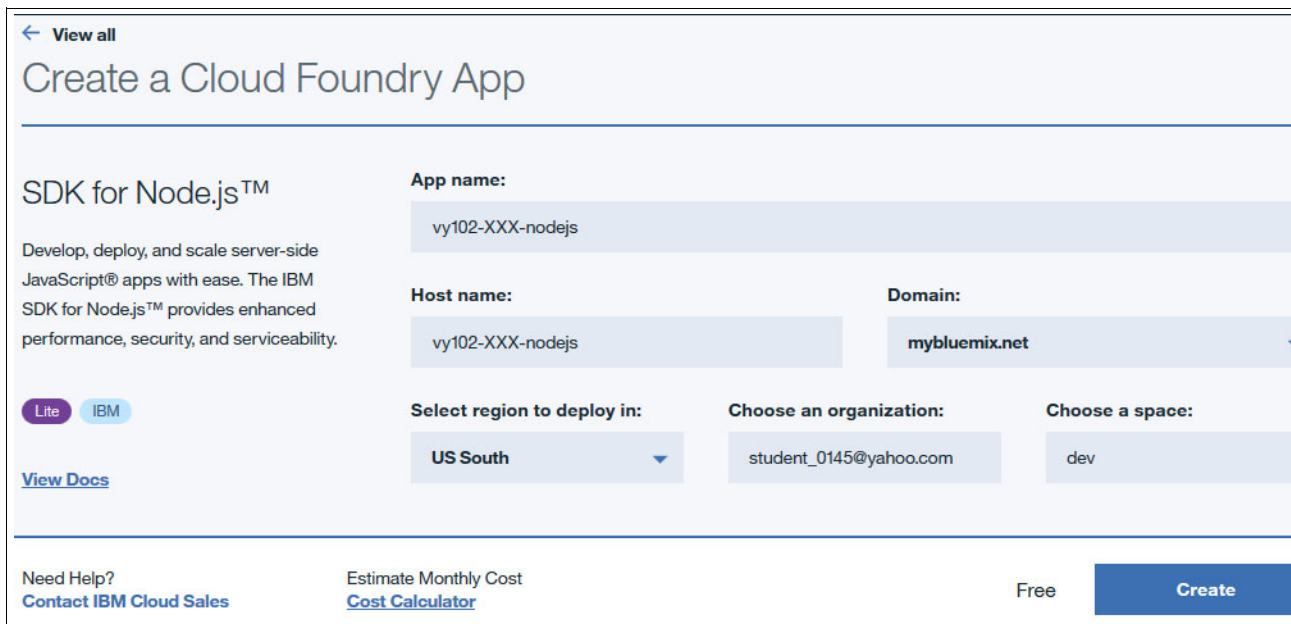 ← View all
Create a Cloud Foundry App
SDK for Node.js™
Develop, deploy, and scale server-side
JavaScript® apps with ease. The IBM
SDK for Node.js™ provides enhanced
performance, security, and serviceability.
Lite IBM
View Docs
App name:
vy102-XXX-nodejs
Host name: Domain:
vy102-XXX-nodejs mybluemix.net
Select region to deploy in: Choose an organization: Choose a space:
US South student_0145@yahoo.com dev
Need Help? Estimate Monthly Cost
Contact IBM Cloud Sales Cost Calculator
Free Create